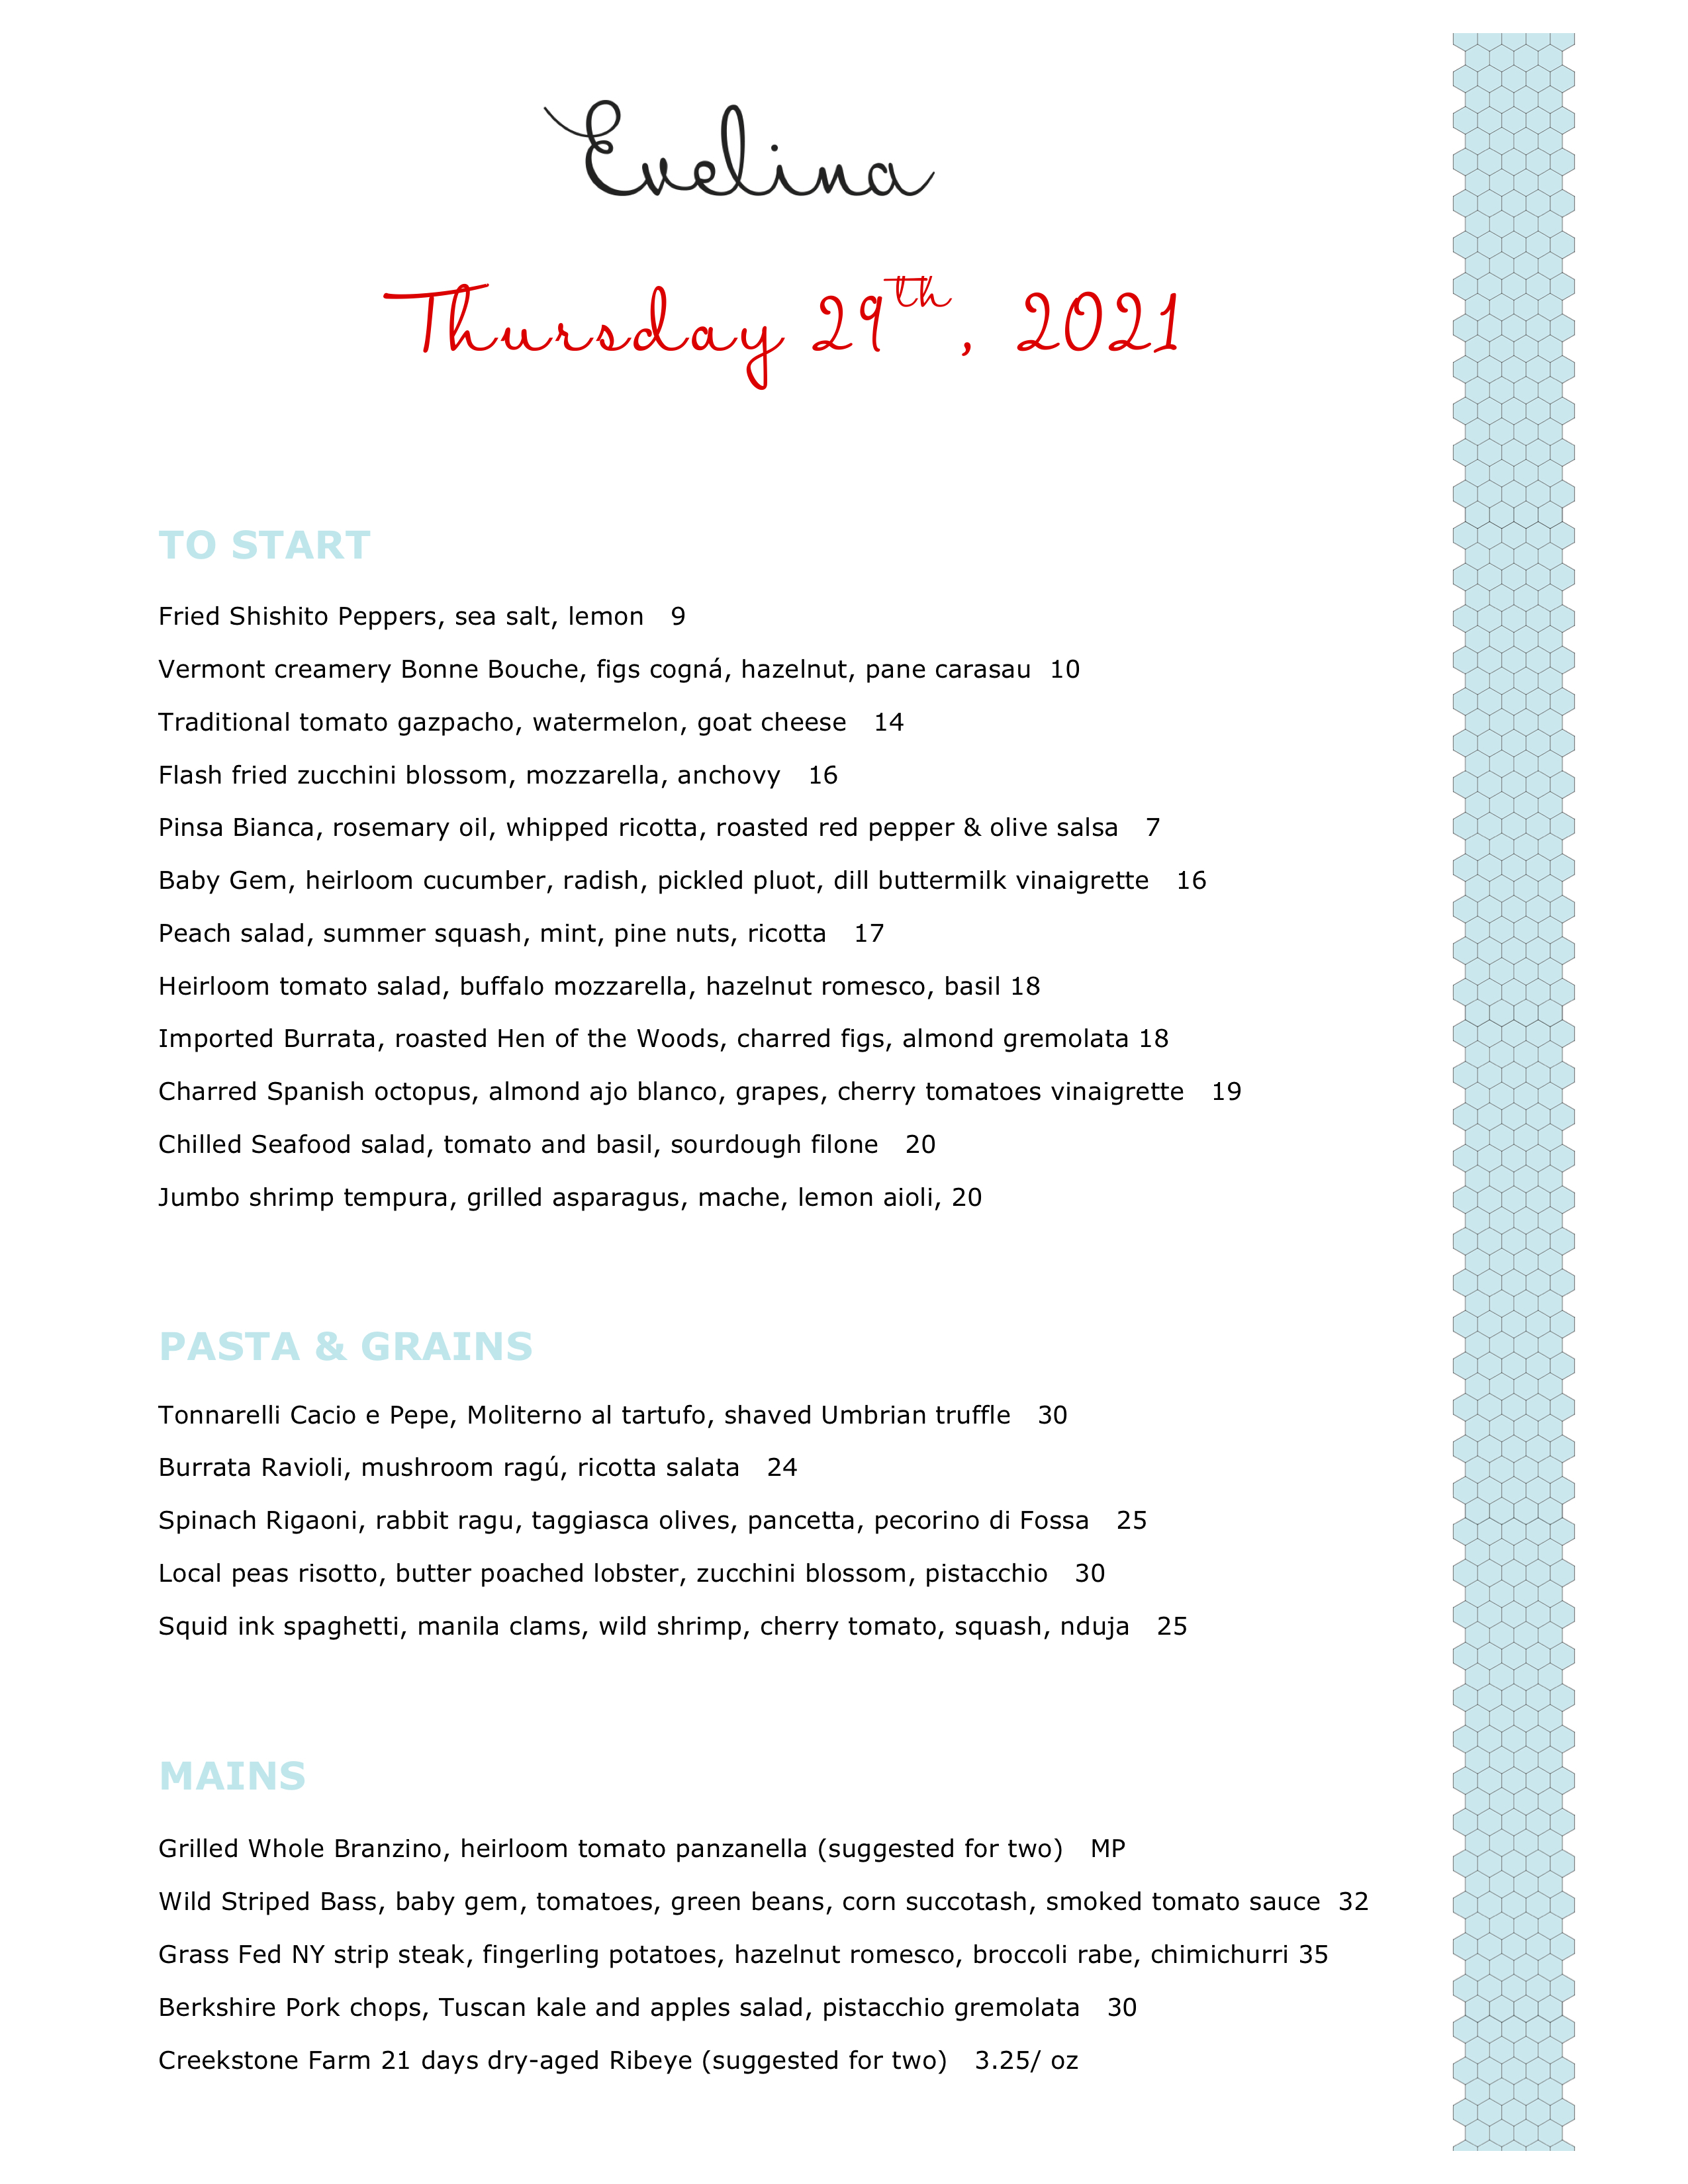 Evelina
Thursday 29th, 2021
TO START
Fried Shishito Peppers, sea salt, lemon 9
Vermont creamery Bonne Bouche, figs cogná, hazelnut, pane carasau 10
Traditional tomato gazpacho, watermelon, goat cheese 14
Flash fried zucchini blossom, mozzarella, anchovy 16
Pinsa Bianca, rosemary oil, whipped ricotta, roasted red pepper & olive salsa 7
Baby Gem, heirloom cucumber, radish, pickled pluot, dill buttermilk vinaigrette 16
Peach salad, summer squash, mint, pine nuts, ricotta 17
Heirloom tomato salad, buffalo mozzarella, hazelnut romesco, basil 18
Imported Burrata, roasted Hen of the Woods, charred figs, almond gremolata 18
Charred Spanish octopus, almond ajo blanco, grapes, cherry tomatoes vinaigrette 19
Chilled Seafood salad, tomato and basil, sourdough filone 20
Jumbo shrimp tempura, grilled asparagus, mache, lemon aioli, 20
PASTA & GRAINS
Tonnarelli Cacio e Pepe, Moliterno al tartufo, shaved Umbrian truffle 30
Burrata Ravioli, mushroom ragú, ricotta salata 24
Spinach Rigaoni, rabbit ragu, taggiasca olives, pancetta, pecorino di Fossa 25
Local peas risotto, butter poached lobster, zucchini blossom, pistacchio 30
Squid ink spaghetti, manila clams, wild shrimp, cherry tomato, squash, nduja 25
MAINS
Grilled Whole Branzino, heirloom tomato panzanella (suggested for two) MP
Wild Striped Bass, baby gem, tomatoes, green beans, corn succotash, smoked tomato sauce 32
Grass Fed NY strip steak, fingerling potatoes, hazelnut romesco, broccoli rabe, chimichurri 35
Berkshire Pork chops, Tuscan kale and apples salad, pistacchio gremolata 30
Creekstone Farm 21 days dry-aged Ribeye (suggested for two) 3.25/ oz